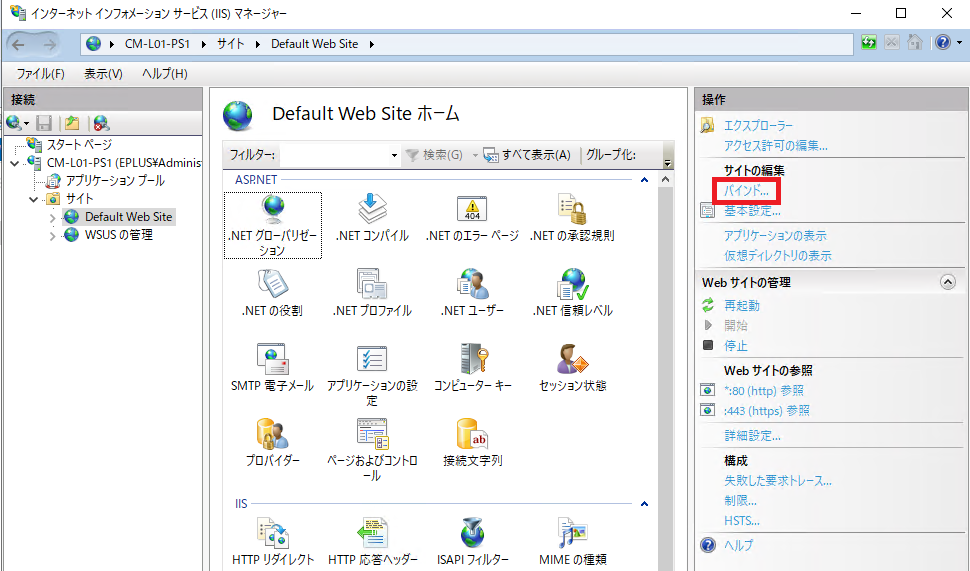 インターネット インフォメーション サービス (IIS) マネージャー
CM-L01-PS1 サイト Default Web Site
ファイル(F) 表示(V) ヘルプ(H)
接続
スタート ページ
CM-L01-PS1 (EPLUS¥Adminis
アプリケーション プール
サイト
Default Web Site
WSUS の管理
Default Web Site ホーム
フィルター: 検索(G) すべて表示(A) グループ化:
ASP.NET
.NET グローバリゼーション
.NET コンパイル
.NET のエラー ページ
.NET の承認規則
.NET の役割
.NET プロファイル
.NET ユーザー
.NET 信頼レベル
SMTP 電子メール
アプリケーションの設定
コンピューター キー
セッション状態
プロバイダー
ページおよびコントロール
接続文字列
IIS
HTTP リダイレクト
HTTP 応答ヘッダー
ISAPI フィルター
MIME の種類
操作
エクスプローラー
アクセス許可の編集...
サイトの編集
バインド...
基本設定...
アプリケーションの表示
仮想ディレクトリの表示
Web サイトの管理
再起動
開始
停止
Web サイトの参照
*:80 (http) 参照
:443 (https) 参照
詳細設定...
構成
失敗した要求トレース...
制限...
HSTS...
ヘルプ